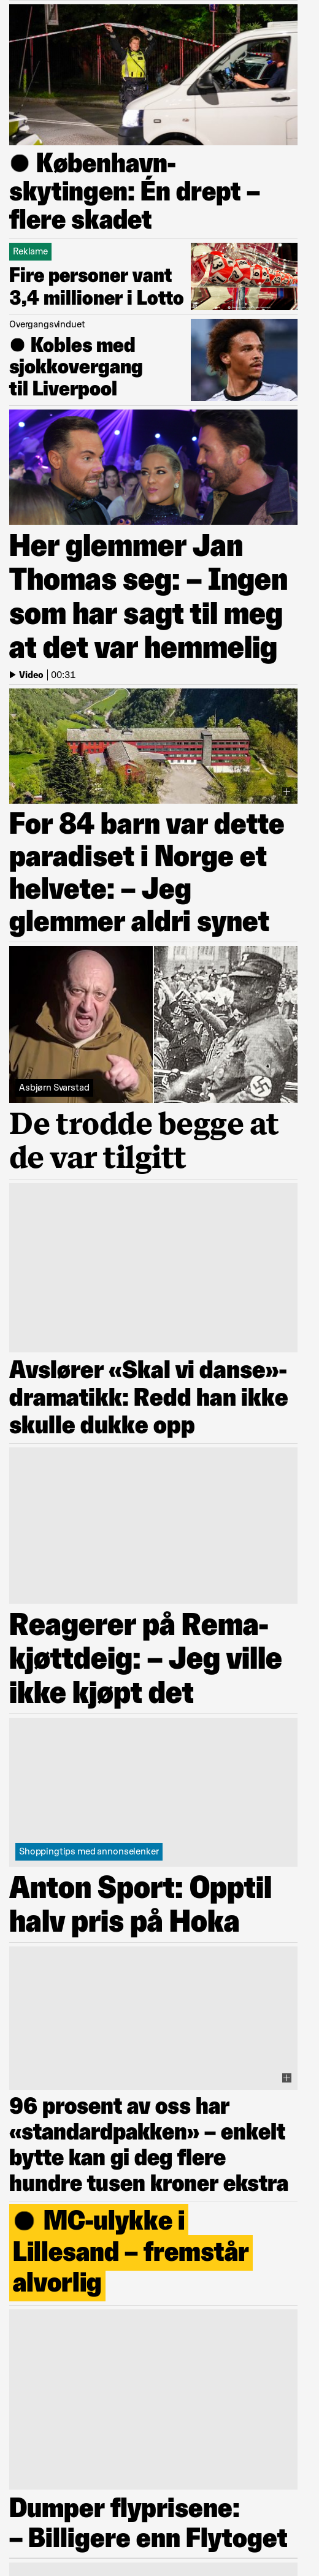 København-
skytingen: Én drept –
flere skadet
Reklame
Fire personer vant
3,4 millioner i Lotto
Overgangsvinduet
Kobles med
sjokkovergang
til Liverpool
Her glemmer Jan
Thomas seg: – Ingen
som har sagt til meg
at det var hemmelig
Video | 00:31
For 84 barn var dette
paradiset i Norge et
helvete: – Jeg
glemmer aldri synet
Asbjørn Svarstad
De trodde begge at
de var tilgitt
Avslører «Skal vi danse»-
dramatikk: Redd han ikke
skulle dukke opp
Reagerer på Rema-
kjøttdeig: – Jeg ville
ikke kjøpt det
Shoppingtips med annonselenker
Anton Sport: Opptil
halv pris på Hoka
96 prosent av oss har
«standardpakken» – enkelt
bytte kan gi deg flere
hundre tusen kroner ekstra
MC-ulykke i
Lillesand – fremstår
alvorlig
Dumper flyprisene:
– Billigere enn Flytoget